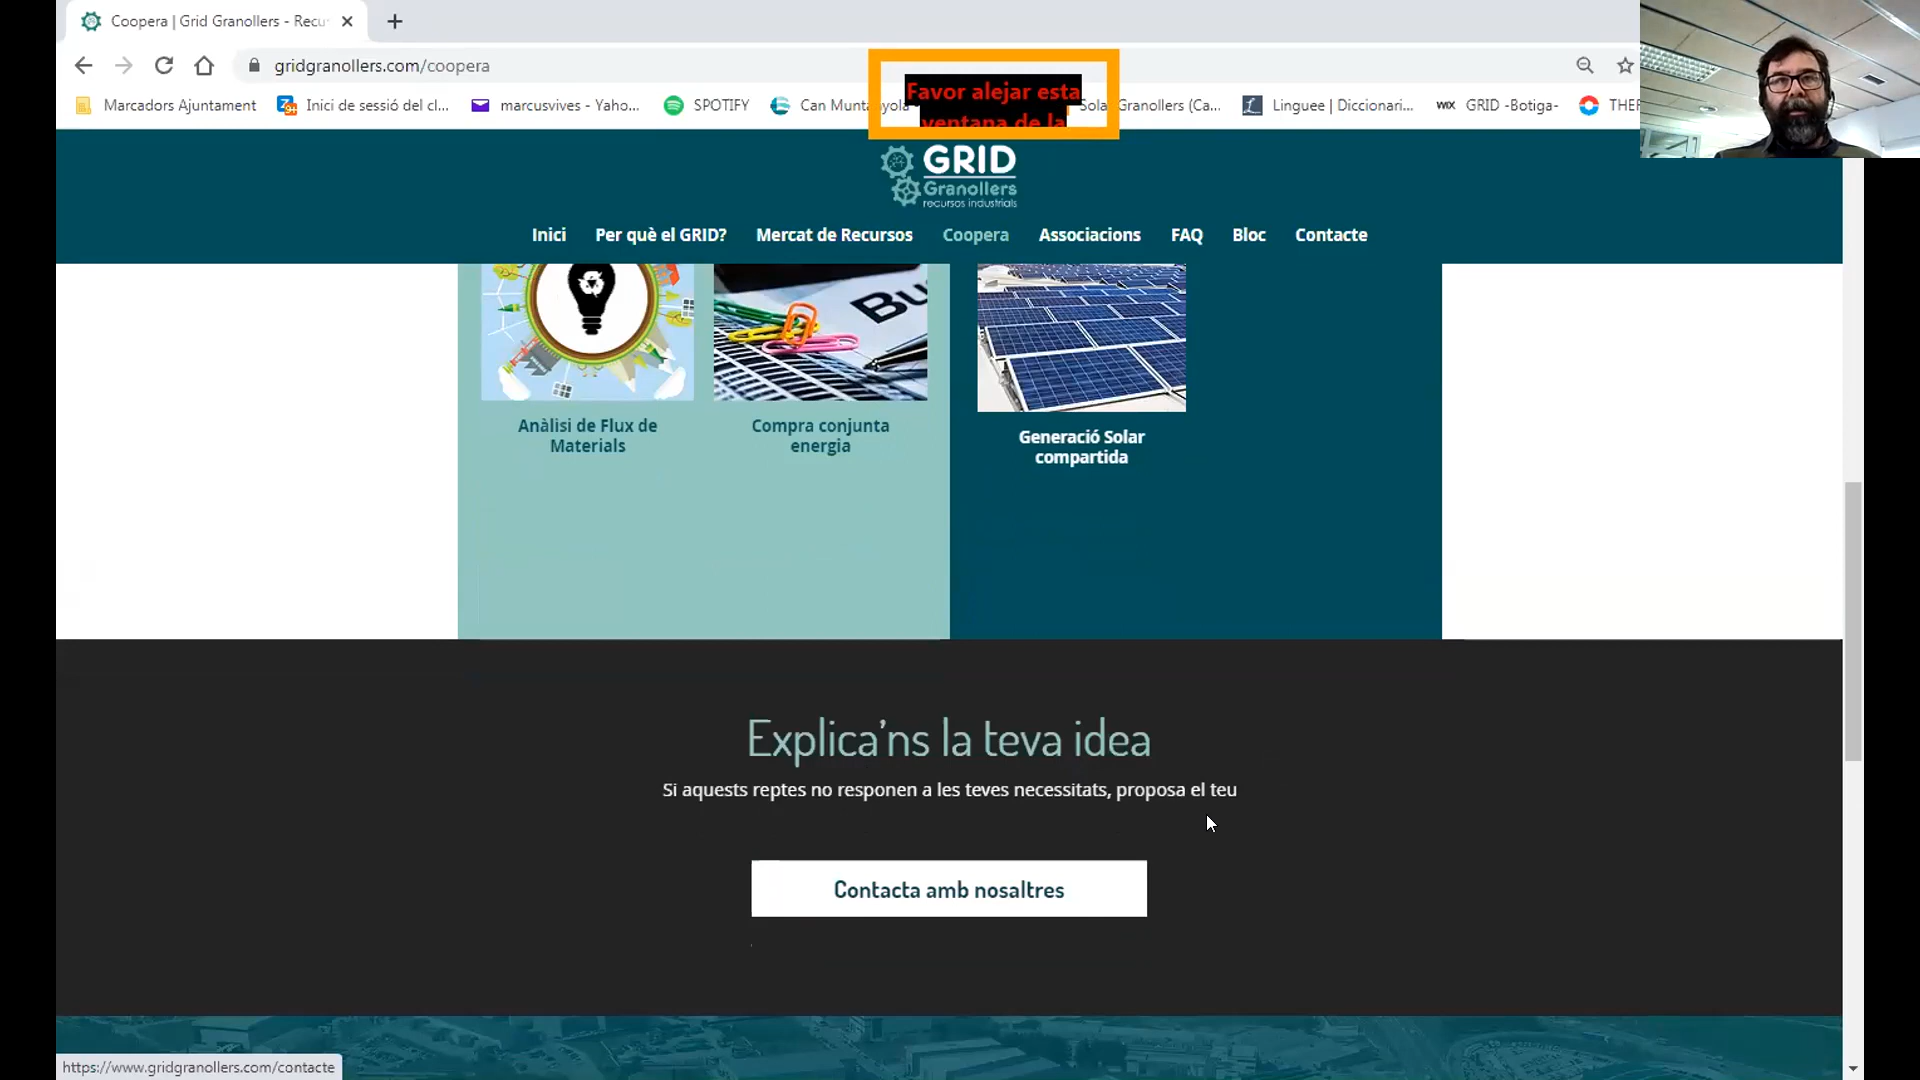 Coopera | Grid Granollers - Recu
gridgranollers.com/coopera
Marcadors Ajuntament
Inici de sessió del cl...
marcusvives - Yaho...
SPOTIFY
Can Muntanyola
Solar Granollers (Ca...
Linguee | Diccionari...
WIX GRID -Botiga-
Favor alejar esta
ventana de la
GRID
Granollers
recursos industrials
Inici
Per què el GRID?
Mercat de Recursos
Coopera
Associacions
FAQ
Bloc
Contacte
Bu
Anàlisi de Flux de
Materials
Compra conjunta
energia
Generació Solar
compartida
Explica'ns la teva idea
Si aquests reptes no responen a les teves necessitats, proposa el teu
Contacta amb nosaltres
https://www.gridgranollers.com/contacte